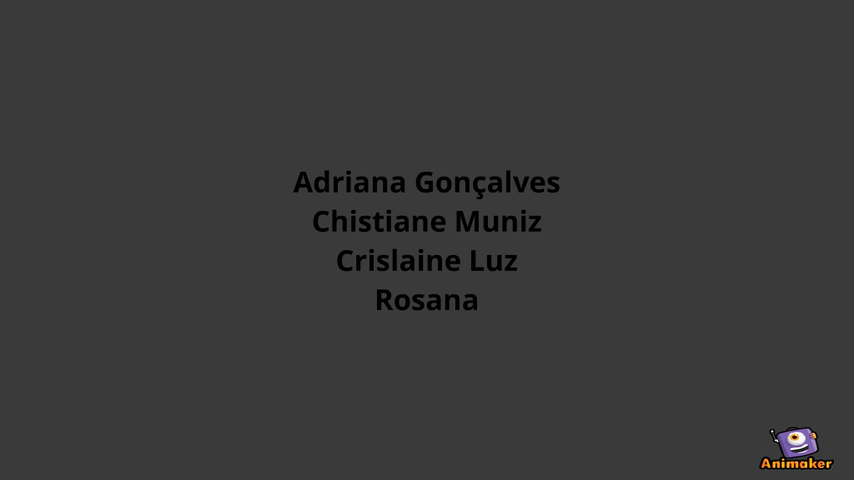 Adriana Gonçalves
Chistiane Muniz
Crislaine Luz
Rosana
Animaker